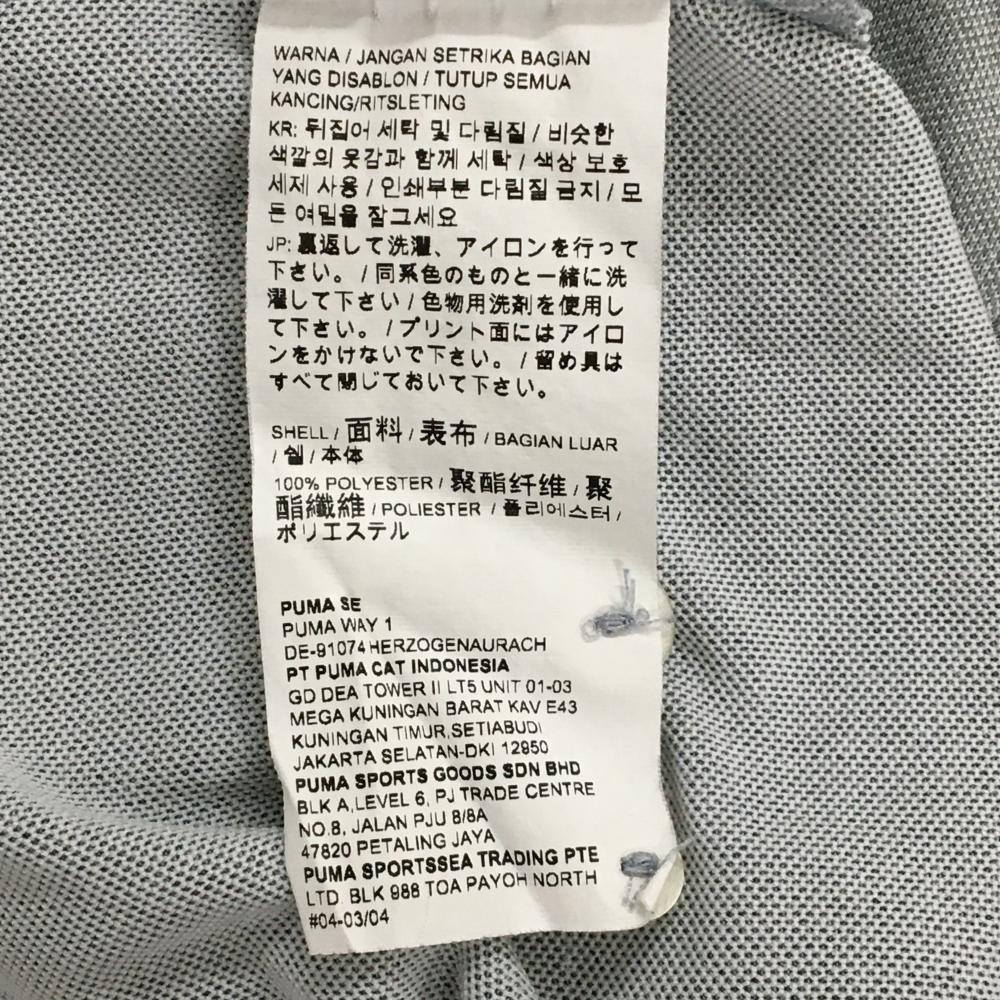 WARNA / JANGAN SETRIKA BAGIAN
YANG DISABLON / TUTUP SEMUA
KANCING/RITSLETING
KR: 뒤집어 세탁 및 다림질 / 비슷한
색깔의 옷감과 함께 세탁 / 색상 보호
세제 사용 / 인쇄부분 다림질 금지 / 모
든 여밈을 잘그세요
JP: 裏返して洗濯、アイロンを行って
下さい。 / 同系色のものと一緒に洗
濯して下さい / 色物用洗剤を使用し
て下さい。 / プリント面にはアイロ
ンをかけないで下さい。 / 留め具は
すべて閉じておいて下さい。
SHELL / 面料 / 表布 / BAGIAN LUAR
/ 쉘 / 本体
100% POLYESTER / 聚酯纤维 / 聚
酯纖維 / POLIESTER / 폴리에스터 /
ポリエステル
PUMA SE
PUMA WAY 1
DE-91074 HERZOGENAURACH
PT PUMA CAT INDONESIA
GD DEA TOWER II LT5 UNIT 01-03
MEGA KUNINGAN BARAT KAV E43
KUNINGAN TIMUR,SETIABUDI
JAKARTA SELATAN-DKI 12950
PUMA SPORTS GOODS SDN BHD
BLK A,LEVEL 6, PJ TRADE CENTRE
NO.8, JALAN PJU 8/8A
47820 PETALING JAYA
PUMA SPORTSSEA TRADING PTE
LTD. BLK 988 TOA PAYOH NORTH
#04-03/04